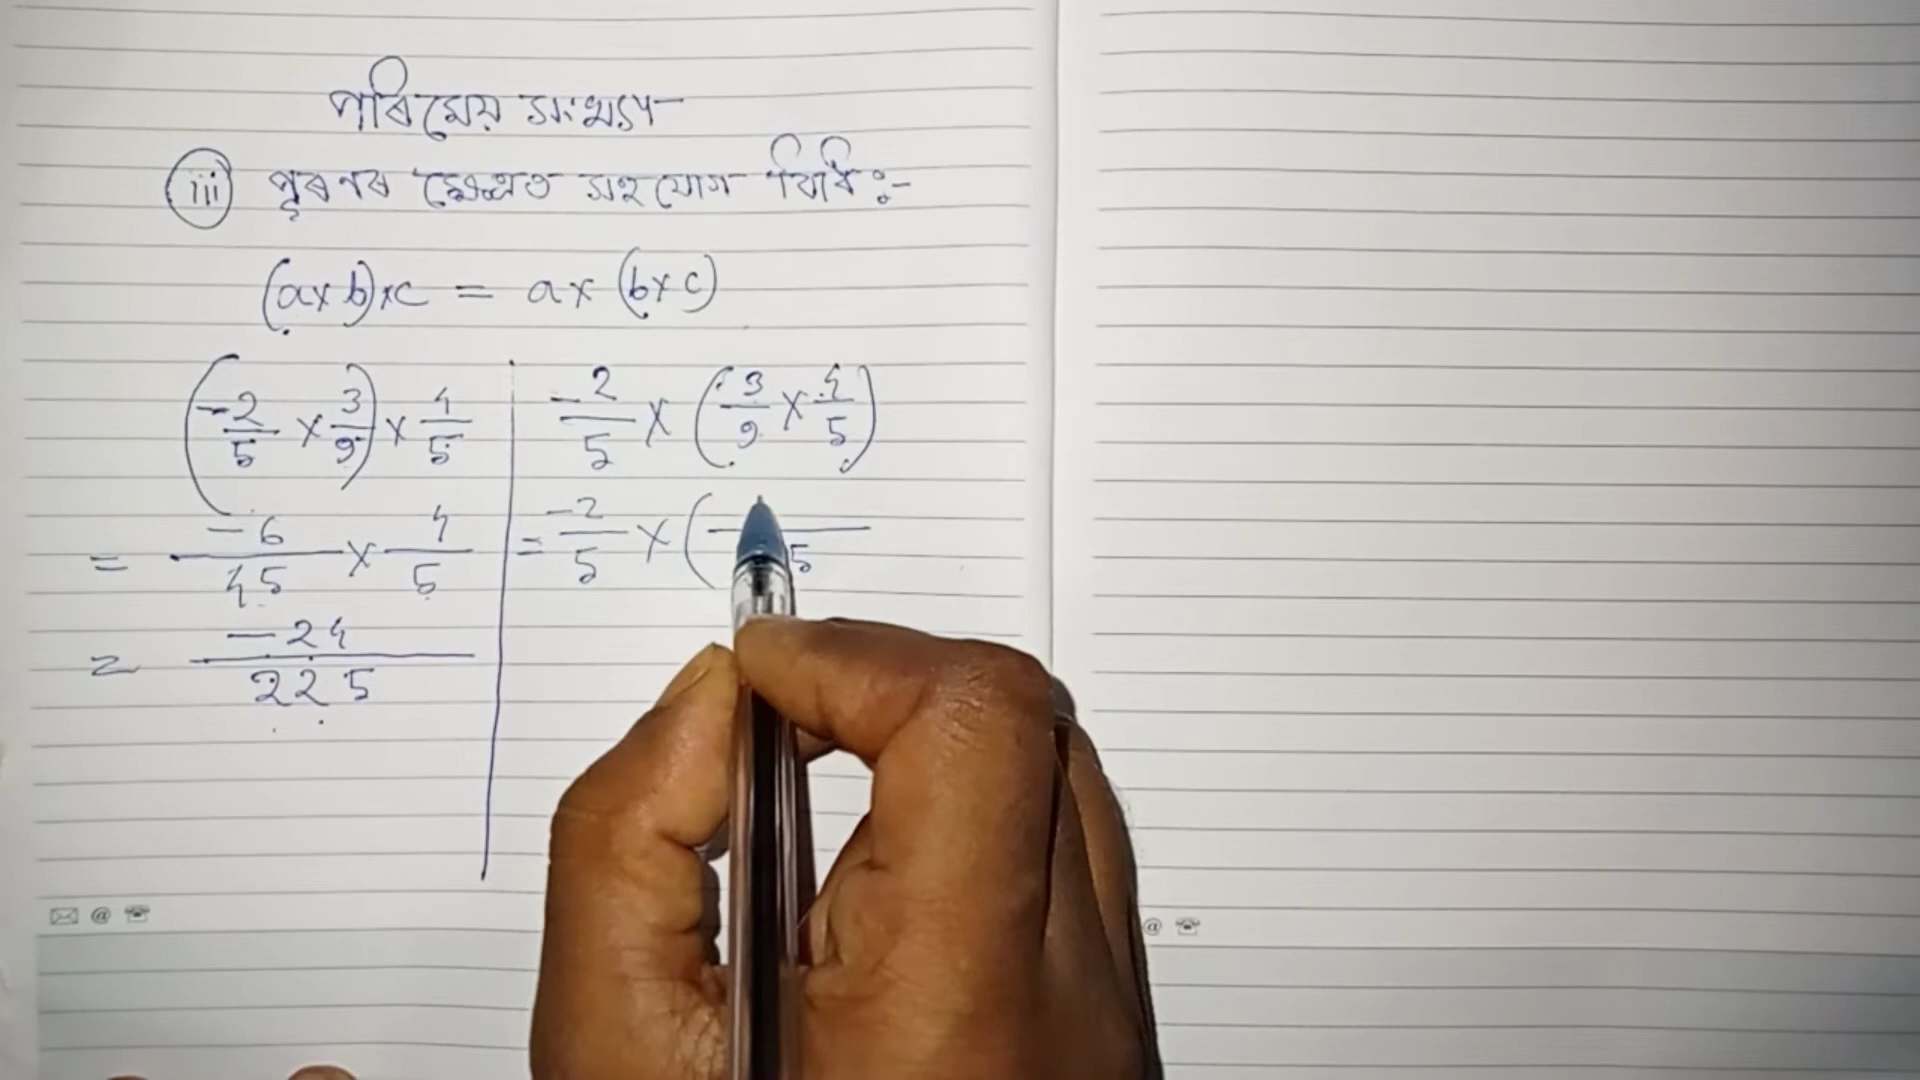 পৰিমেয় সংখ্যা
(iii) পূৰণৰ ক্ষেত্ৰত সহযোগ বিধি :-
(a×b)×c = a×(b×c)
(-2/5 × 3/9) × 4/5
= -6/45 × 4/5
= -24/225
-2/5 × (3/9 × 4/5)
= -2/5 × ( /5